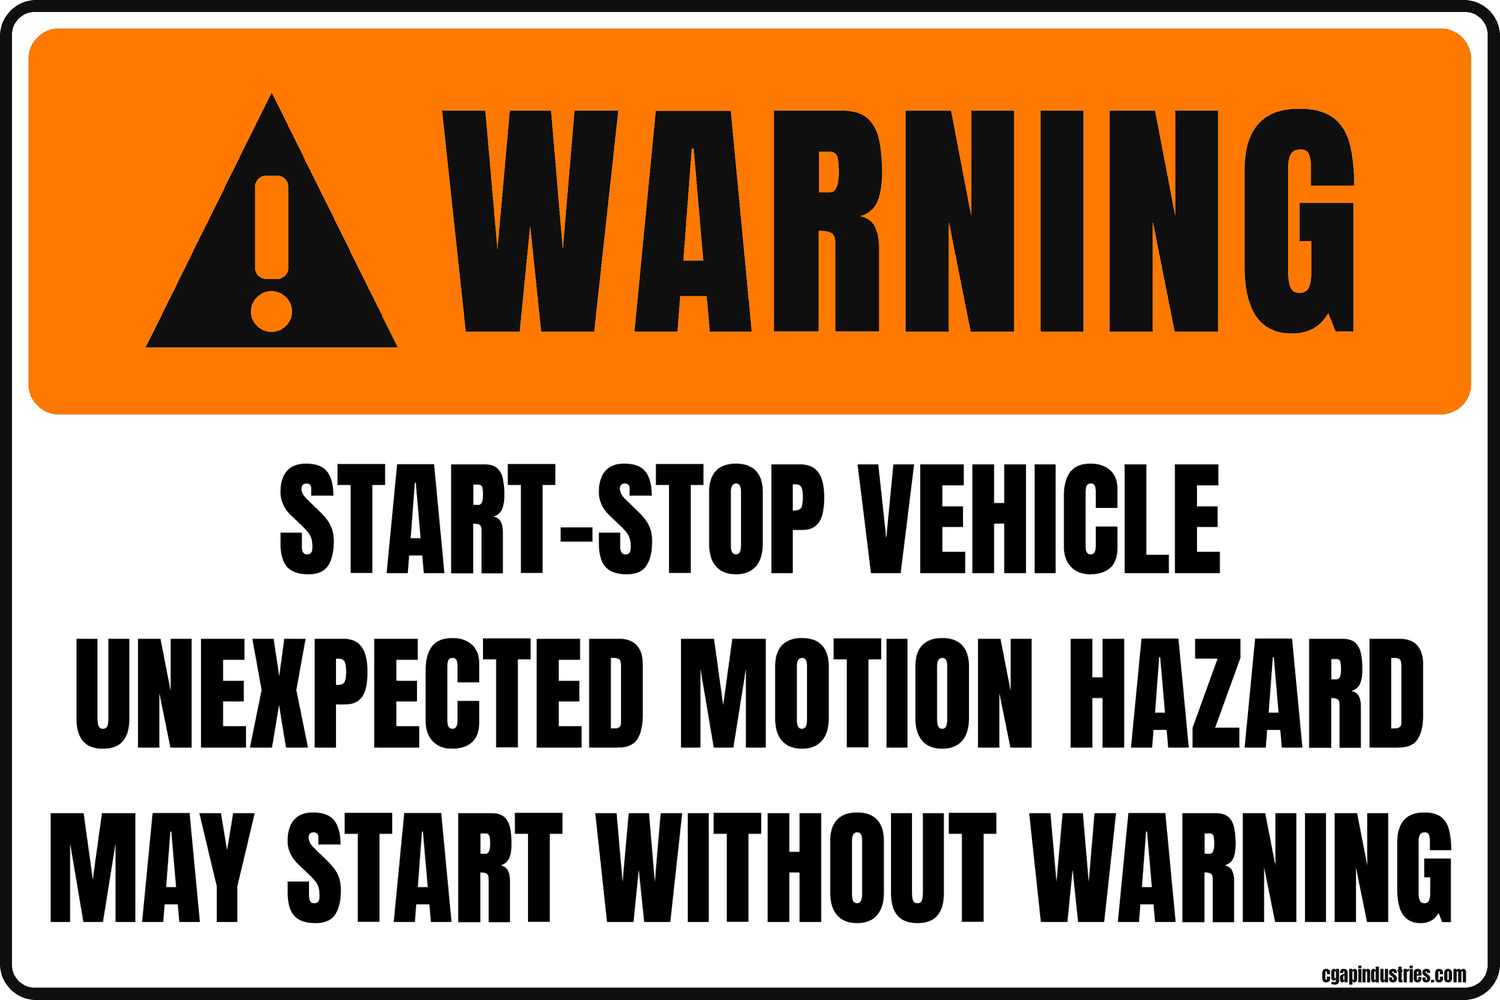 WARNING
START-STOP VEHICLE
UNEXPECTED MOTION HAZARD
MAY START WITHOUT WARNING
cgapindustries.com